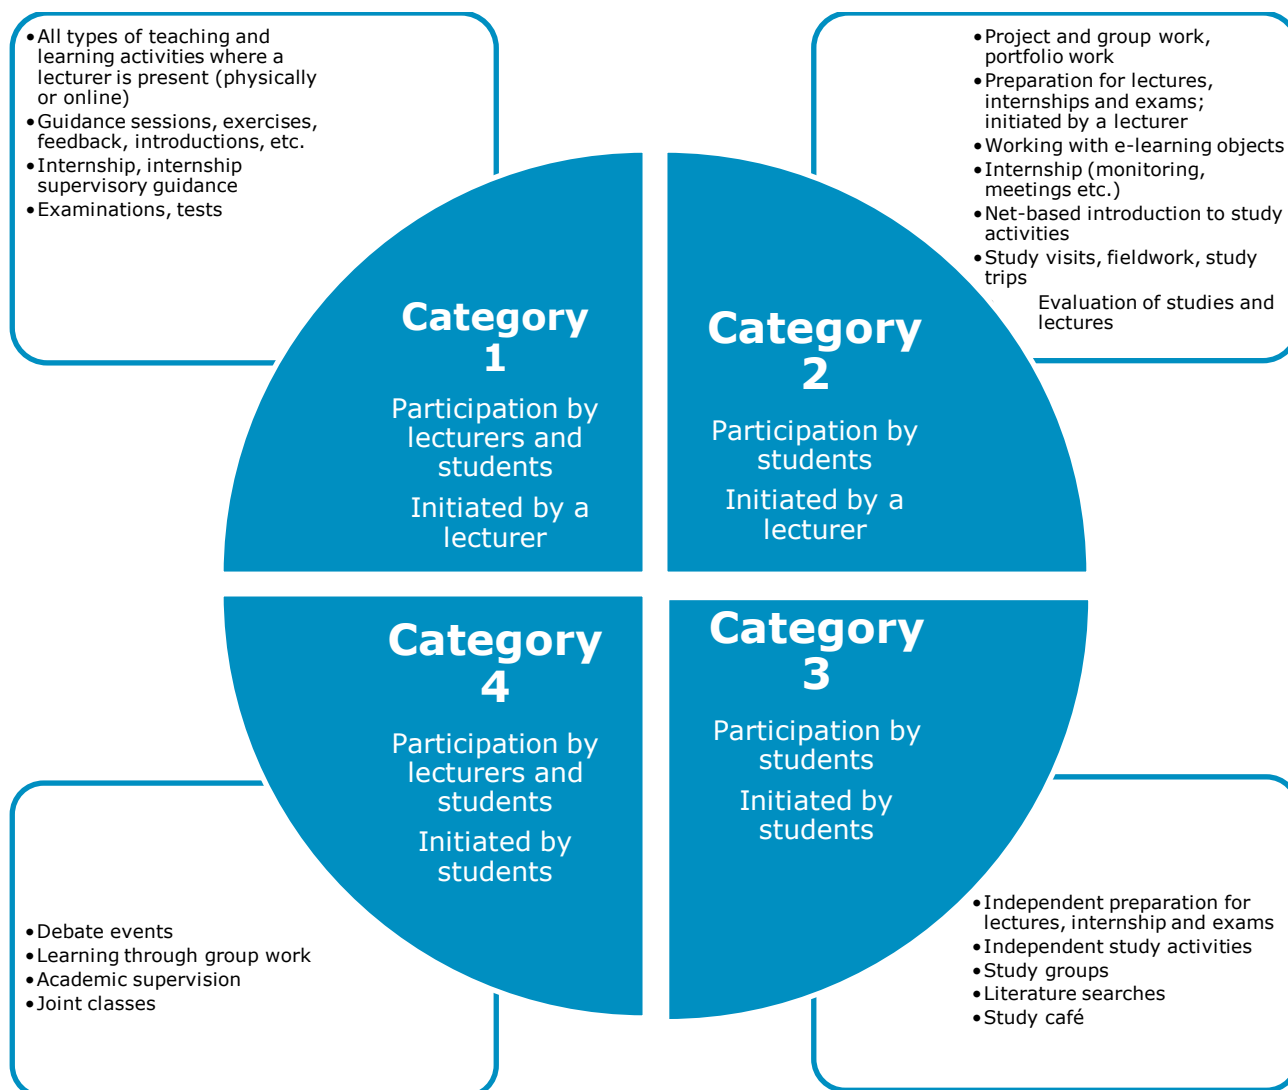 •All types of teaching and
learning activities where a
lecturer is present (physically
or online)
•Guidance sessions, exercises,
feedback, introductions, etc.
•Internship, internship
supervisory guidance
•Examinations, tests
•Project and group work,
portfolio work
•Preparation for lectures,
internships and exams;
initiated by a lecturer
•Working with e-learning objects
•Internship (monitoring,
meetings etc.)
•Net-based introduction to study
activities
•Study visits, fieldwork, study
trips
Evaluation of studies and
lectures
Category
1
Participation by
lecturers and
students
Initiated by a
lecturer
Category
2
Participation by
students
Initiated by a
lecturer
Category
4
Participation by
lecturers and
students
Initiated by
students
Category
3
Participation by
students
Initiated by
students
•Debate events
•Learning through group work
•Academic supervision
•Joint classes
•Independent preparation for
lectures, internship and exams
•Independent study activities
•Study groups
•Literature searches
•Study café